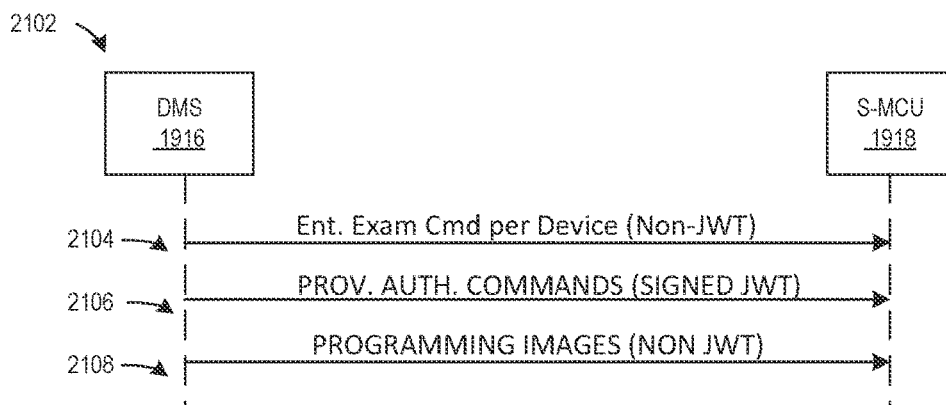 2102
DMS
1916
S-MCU
1918
2104
Ent. Exam Cmd per Device (Non-JWT)
2106
PROV. AUTH. COMMANDS (SIGNED JWT)
2108
PROGRAMMING IMAGES (NON JWT)